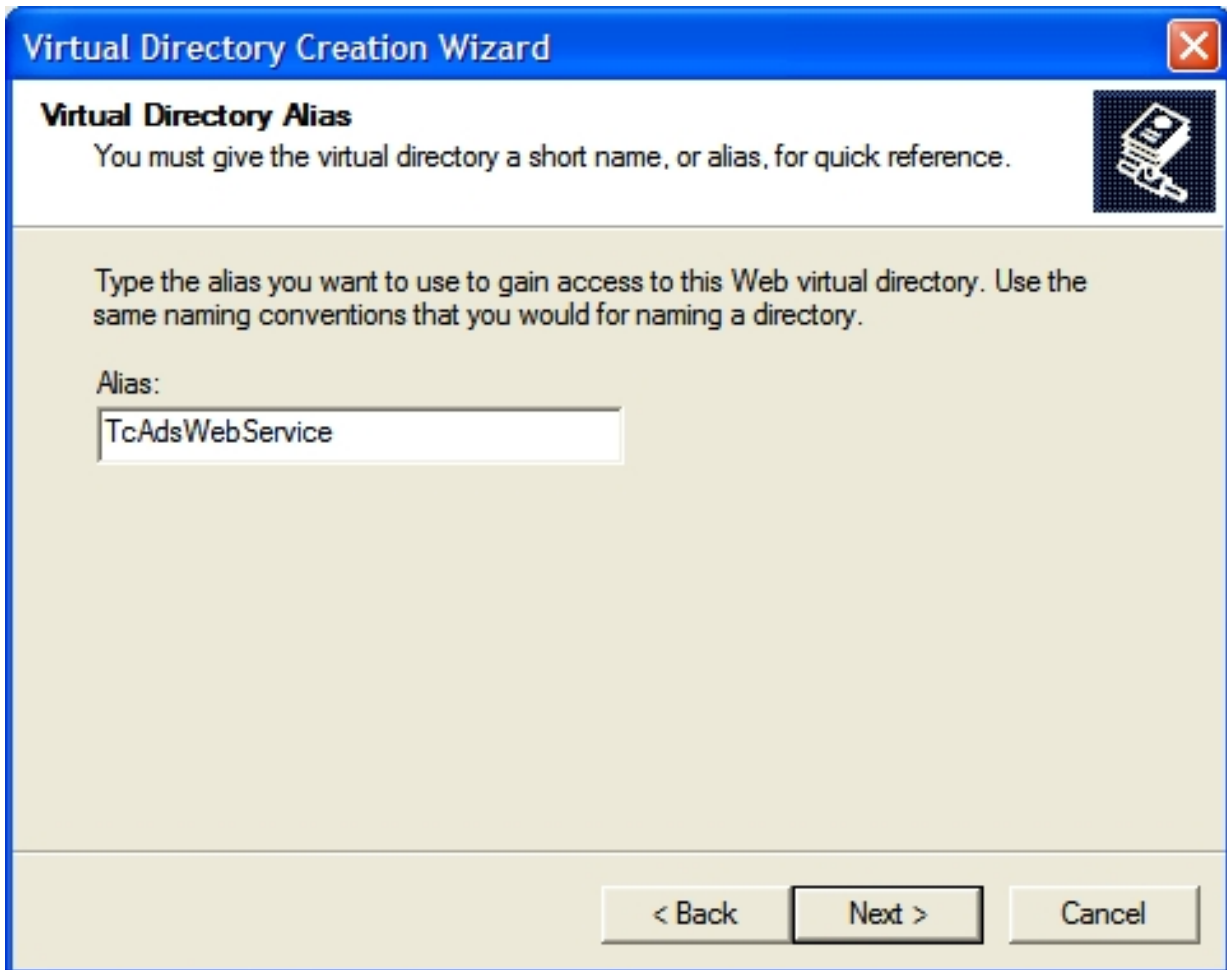 Virtual Directory Creation Wizard
Virtual Directory Alias
You must give the virtual directory a short name, or alias, for quick reference.
Type the alias you want to use to gain access to this Web virtual directory. Use the
same naming conventions that you would for naming a directory.
Alias:
TcAdsWebService
< Back
Next >
Cancel